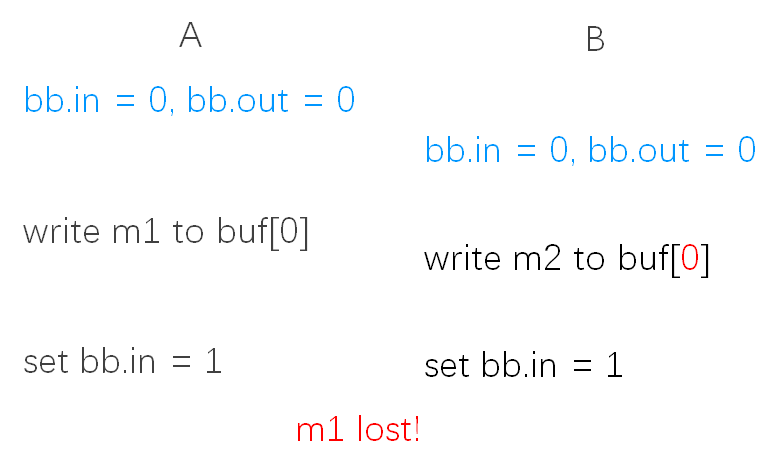 A
B
bb.in = 0, bb.out = 0
bb.in = 0, bb.out = 0
write m1 to buf[0]
write m2 to buf[0]
set bb.in = 1
set bb.in = 1
m1 lost!